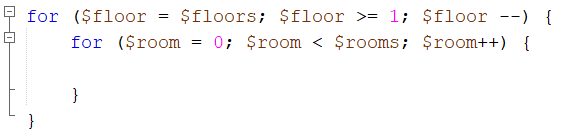 for ($floor = $floors; $floor >= 1; $floor --) {
    for ($room = 0; $room < $rooms; $room++) {
    }
}